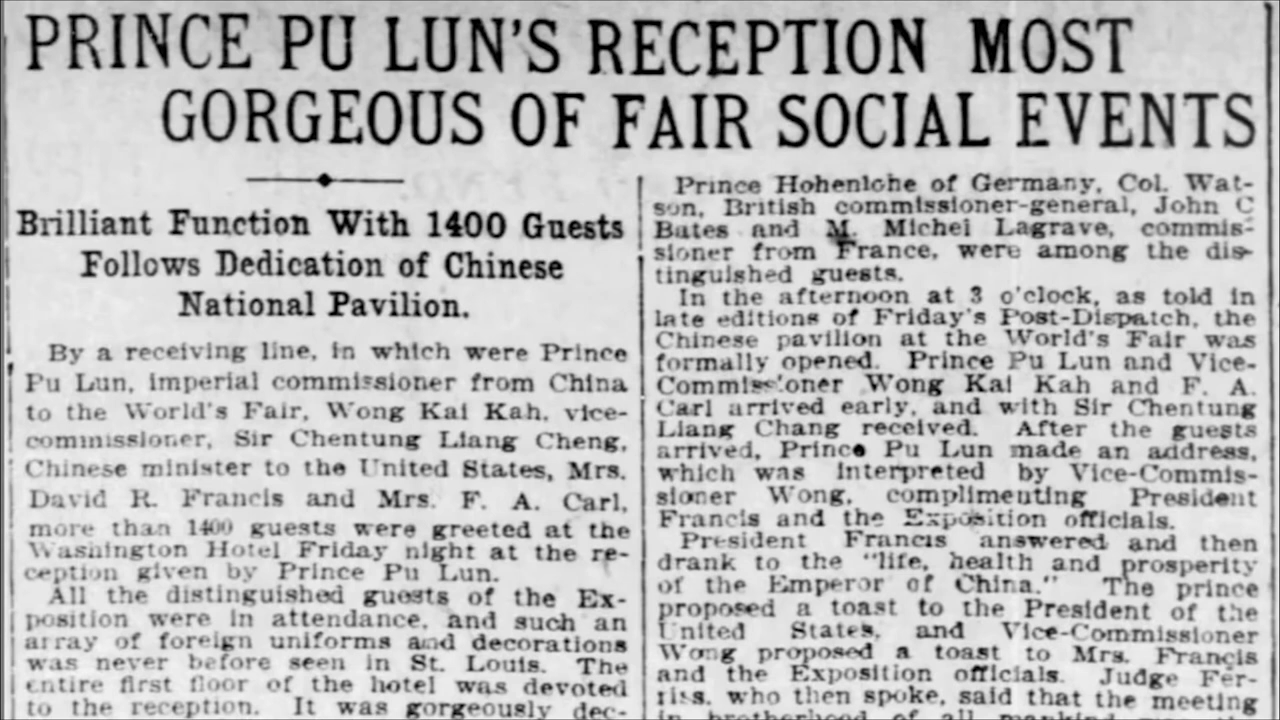 PRINCE PU LUN'S RECEPTION MOST
GORGEOUS OF FAIR SOCIAL EVENTS
Brilliant Function With 1400 Guests
Follows Dedication of Chinese
National Pavilion.
By a receiving line, in which were Prince
Pu Lun, imperial commissioner from China
to the World's Fair, Wong Kai Kah, vice-
commissioner, Sir Chentung Liang Cheng,
Chinese minister to the United States, Mrs.
David R. Francis and Mrs. F. A. Carl,
more than 1400 guests were greeted at the
Washington Hotel Friday night at the re-
ception given by Prince Pu Lun.
All the distinguished guests of the Ex-
position were in attendance, and such an
array of foreign uniforms and decorations
was never before seen in St. Louis. The
entire first floor of the hotel was devoted
to the reception. It was gorgeously dec-
Prince Hohenlohe of Germany, Col. Wat-
son, British commissioner-general, John C
Bates and M. Michel Lagrave, commis-
sioner from France, were among the dis-
tinguished guests.
In the afternoon at 3 o'clock, as told in
late editions of Friday's Post-Dispatch, the
Chinese pavilion at the World's Fair was
formally opened. Prince Pu Lun and Vice-
Commissioner Wong Kai Kah and F. A.
Carl arrived early, and with Sir Chentung
Liang Chang received. After the guests
arrived, Prince Pu Lun made an address,
which was interpreted by Vice-Commis-
sioner Wong, complimenting President
Francis and the Exposition officials.
President Francis answered and then
drank to the "life, health and prosperity
of the Emperor of China." The prince
proposed a toast to the President of the
United States, and Vice-Commissioner
Wong proposed a toast to Mrs. Francis
and the Exposition officials. Judge Fer-
riss, who then spoke, said that the meeting
in brotherhood of all mankind